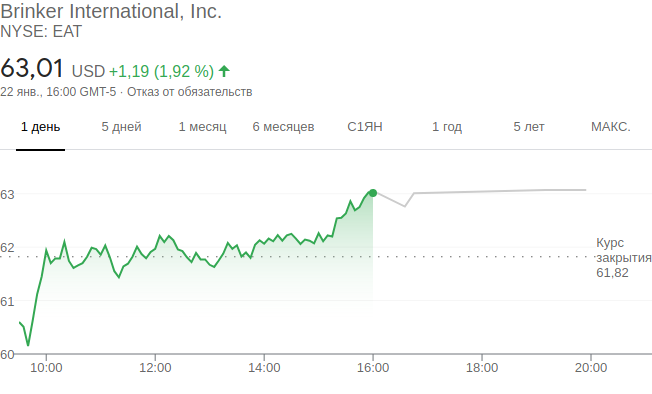 Brinker International, Inc.
NYSE: EAT
63,01 USD +1,19 (1,92 %)
22 янв., 16:00 GMT-5 · Отказ от обязательств
1 день 5 дней 1 месяц 6 месяцев С1ЯН 1 год 5 лет МАКС.
63
Курс
62
закрытия
61,82
61
60
10:00 12:00 14:00 16:00 18:00 20:00